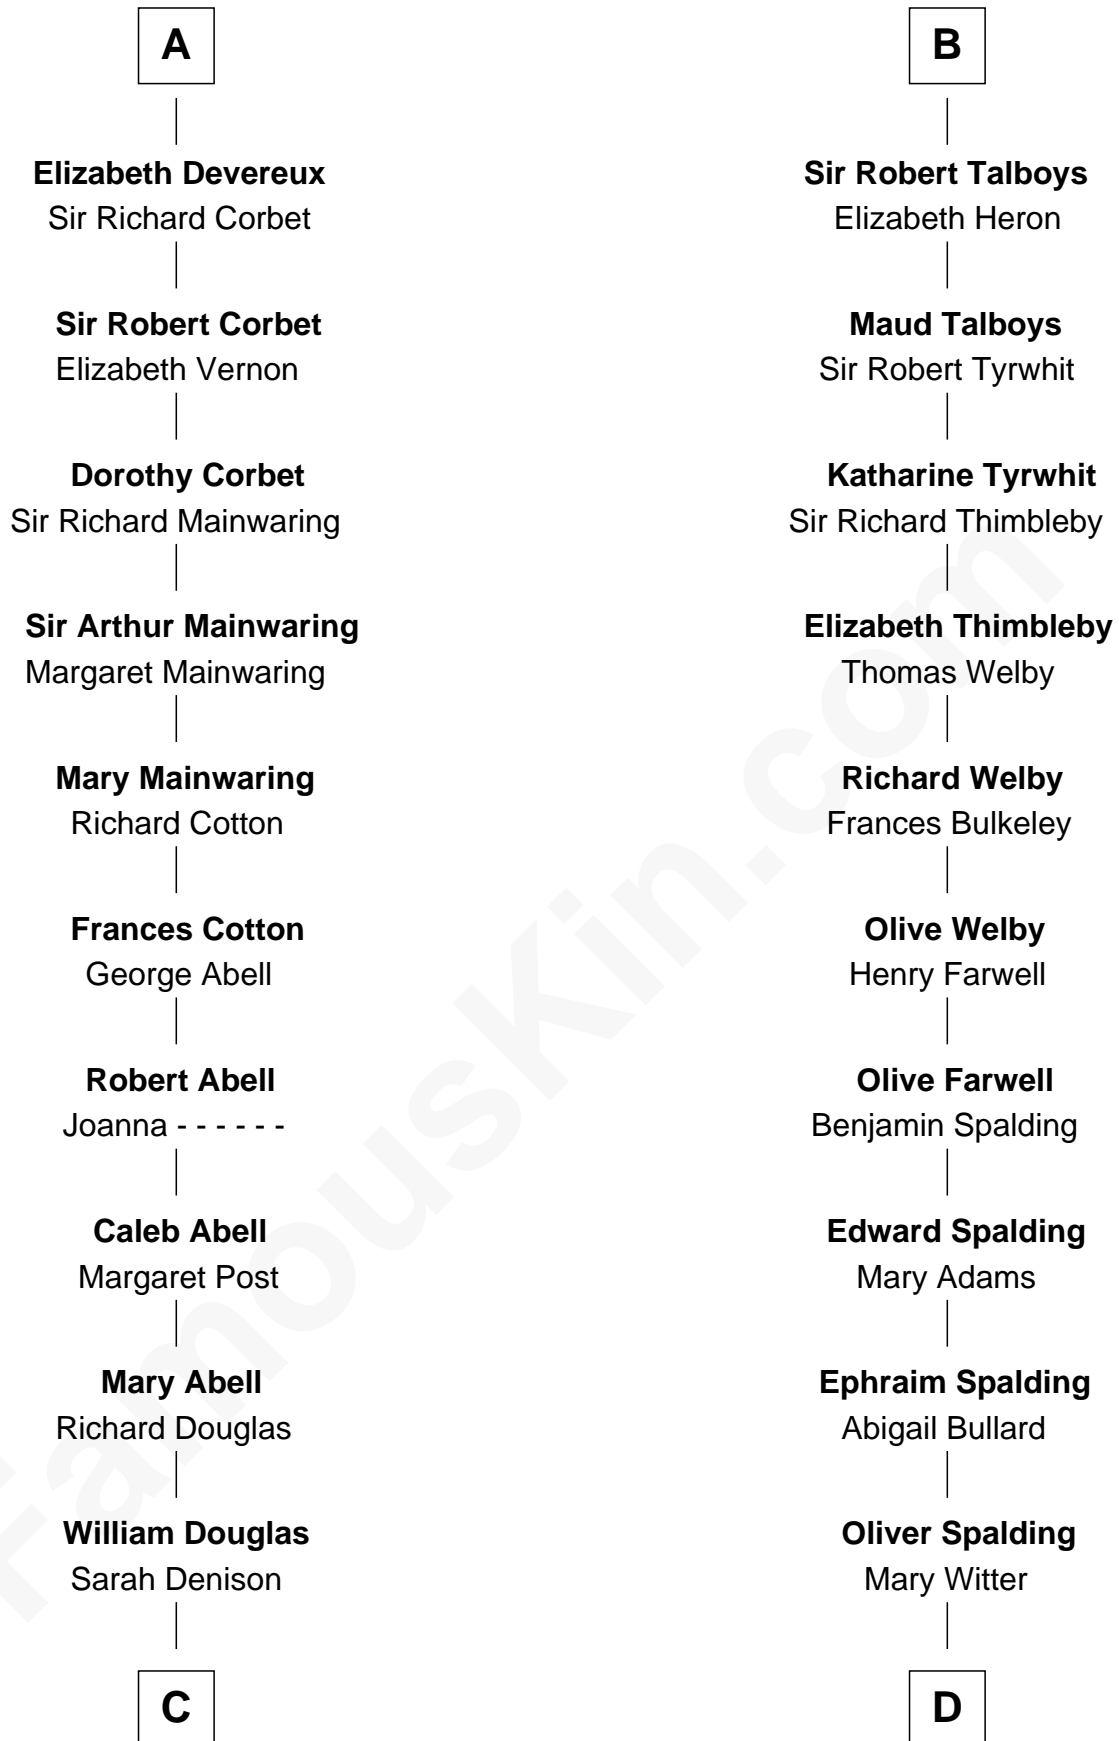 A
Elizabeth Devereux
Sir Richard Corbet
Sir Robert Corbet
Elizabeth Vernon
Dorothy Corbet
Sir Richard Mainwaring
Sir Arthur Mainwaring
Margaret Mainwaring
Mary Mainwaring
Richard Cotton
Frances Cotton
George Abell
Robert Abell
Joanna - - - - - -
Caleb Abell
Margaret Post
Mary Abell
Richard Douglas
William Douglas
Sarah Denison
C
B
Sir Robert Talboys
Elizabeth Heron
Maud Talboys
Sir Robert Tyrwhit
Katharine Tyrwhit
Sir Richard Thimbleby
Elizabeth Thimbleby
Thomas Welby
Richard Welby
Frances Bulkeley
Olive Welby
Henry Farwell
Olive Farwell
Benjamin Spalding
Edward Spalding
Mary Adams
Ephraim Spalding
Abigail Bullard
Oliver Spalding
Mary Witter
D
FamousKin.com